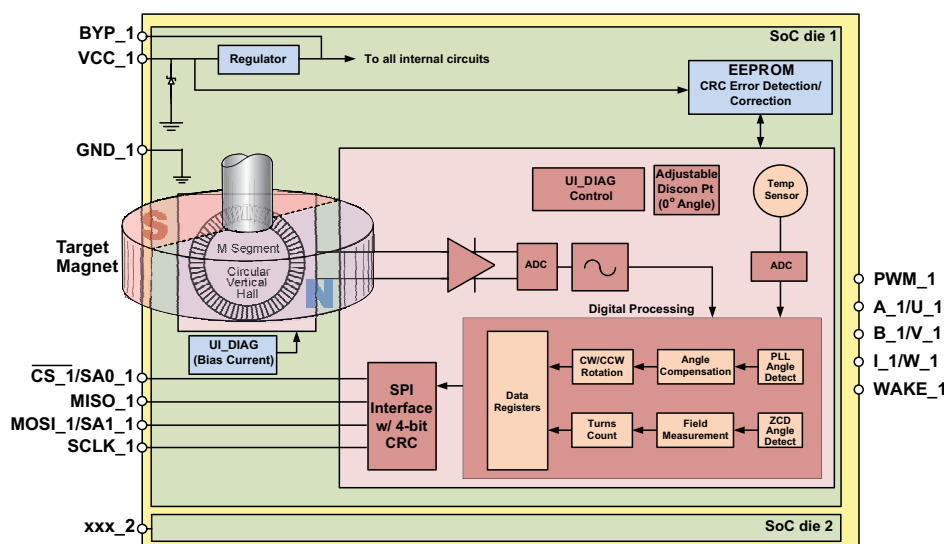 BYP_1
SoC die 1
VCC_1
Regulator
To all internal circuits
EEPROM
CRC Error Detection/
Correction
GND_1
UI_DIAG
Control
Adjustable
Discon Pt
(0° Angle)
Temp
Sensor
S
Target
Magnet
M Segment
Circular
Vertical
Hall
N
ADC
ADC
PWM_1
A_1/U_1
B_1/V_1
I_1/W_1
WAKE_1
Digital Processing
UI_DIAG
(Bias Current)
CS_1/SA0_1
MISO_1
MOSI_1/SA1_1
SCLK_1
SPI
Interface
w/ 4-bit
CRC
Data
Registers
CW/CCW
Rotation
Angle
Compensation
PLL
Angle
Detect
Turns
Count
Field
Measurement
ZCD
Angle
Detect
xxx_2
SoC die 2